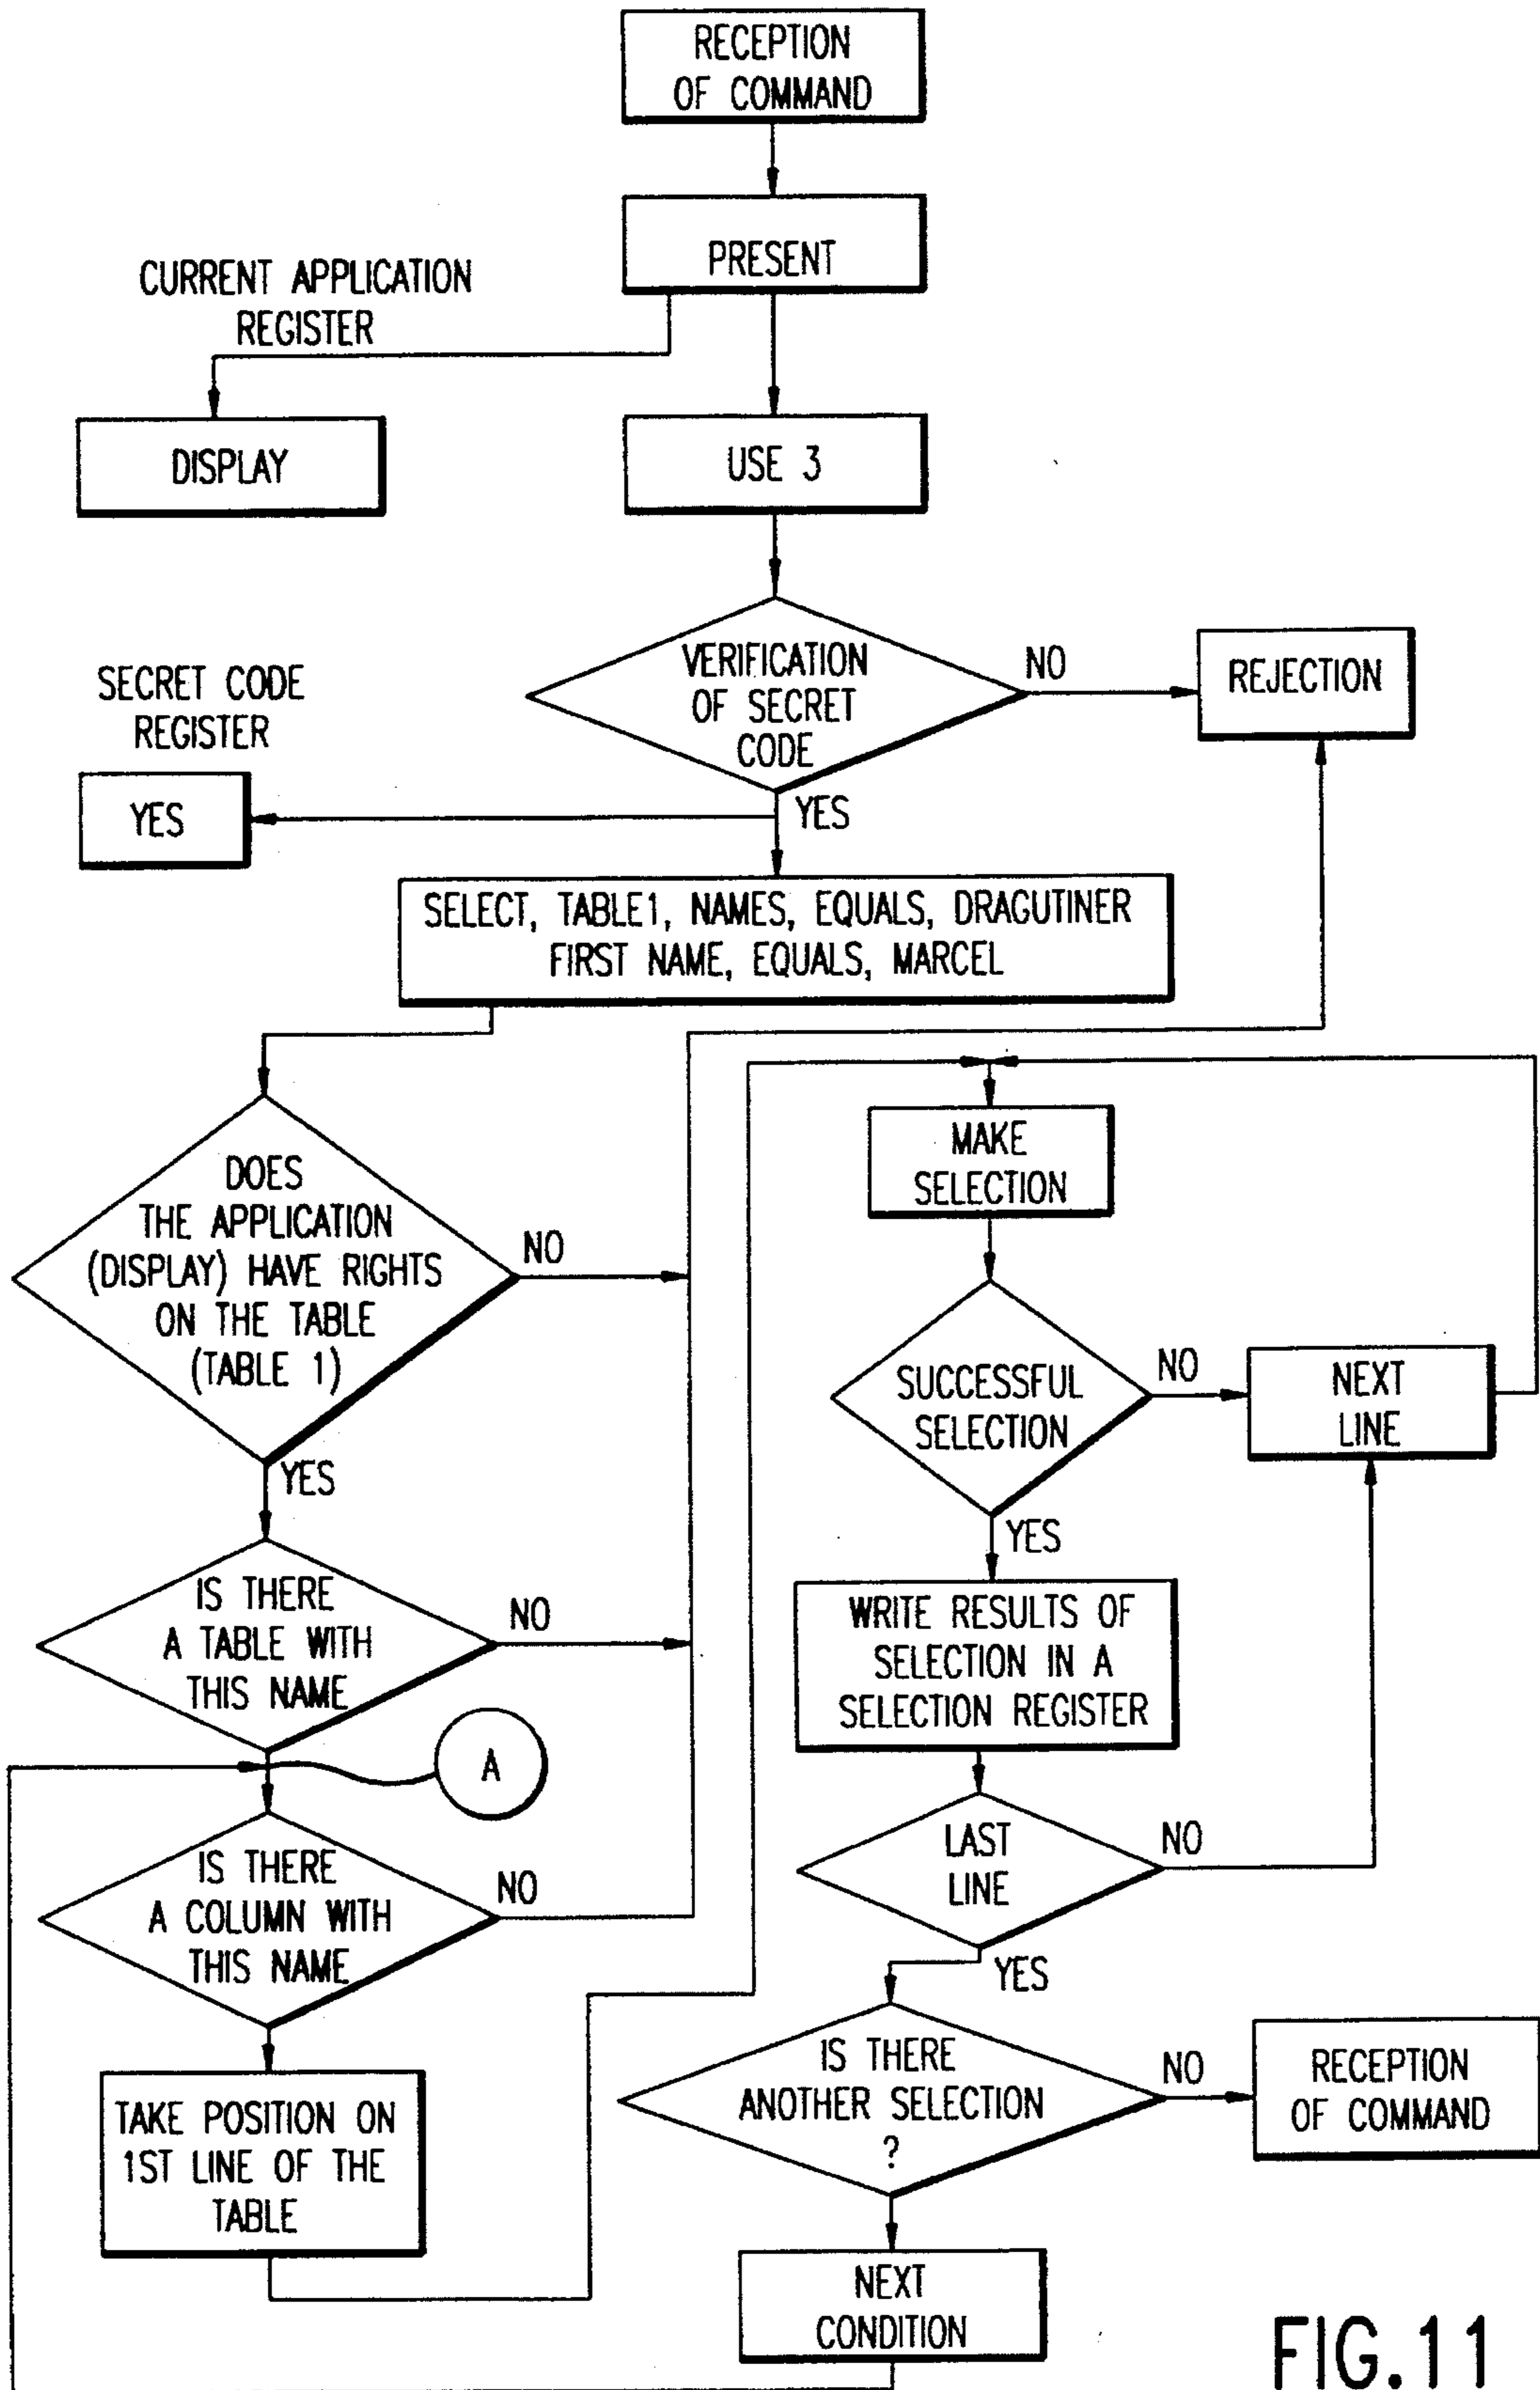 RECEPTION
OF COMMAND
PRESENT
CURRENT APPLICATION
REGISTER
DISPLAY
USE 3
VERIFICATION
OF SECRET
CODE
NO
REJECTION
SECRET CODE
REGISTER
YES
YES
SELECT, TABLE1, NAMES, EQUALS, DRAGUTINER
FIRST NAME, EQUALS, MARCEL
DOES
THE APPLICATION
(DISPLAY) HAVE RIGHTS
ON THE TABLE
(TABLE 1)
NO
YES
IS THERE
A TABLE WITH
THIS NAME
NO
A
IS THERE
A COLUMN WITH
THIS NAME
NO
TAKE POSITION ON
1ST LINE OF THE
TABLE
MAKE
SELECTION
SUCCESSFUL
SELECTION
NO
NEXT
LINE
YES
WRITE RESULTS OF
SELECTION IN A
SELECTION REGISTER
LAST
LINE
NO
YES
IS THERE
ANOTHER SELECTION
?
NO
RECEPTION
OF COMMAND
NEXT
CONDITION
FIG.11